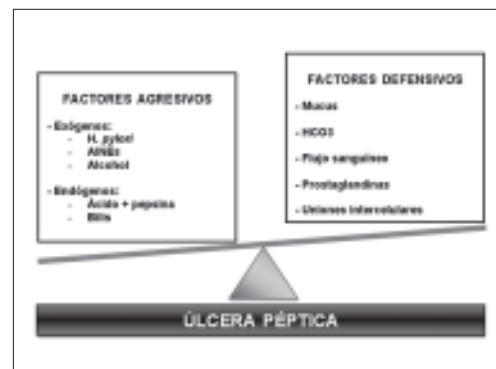 FACTORES AGRESIVOS
- Exógenos:
- H. pylori
- AINEs
- Alcohol
- Endógenos:
- Ácido + pepsina
- Bilis
FACTORES DEFENSIVOS
- Mucus
- HCO3
- Flujo sanguíneo
- Prostaglandinas
- Uniones intercelulares
ÚLCERA PÉPTICA